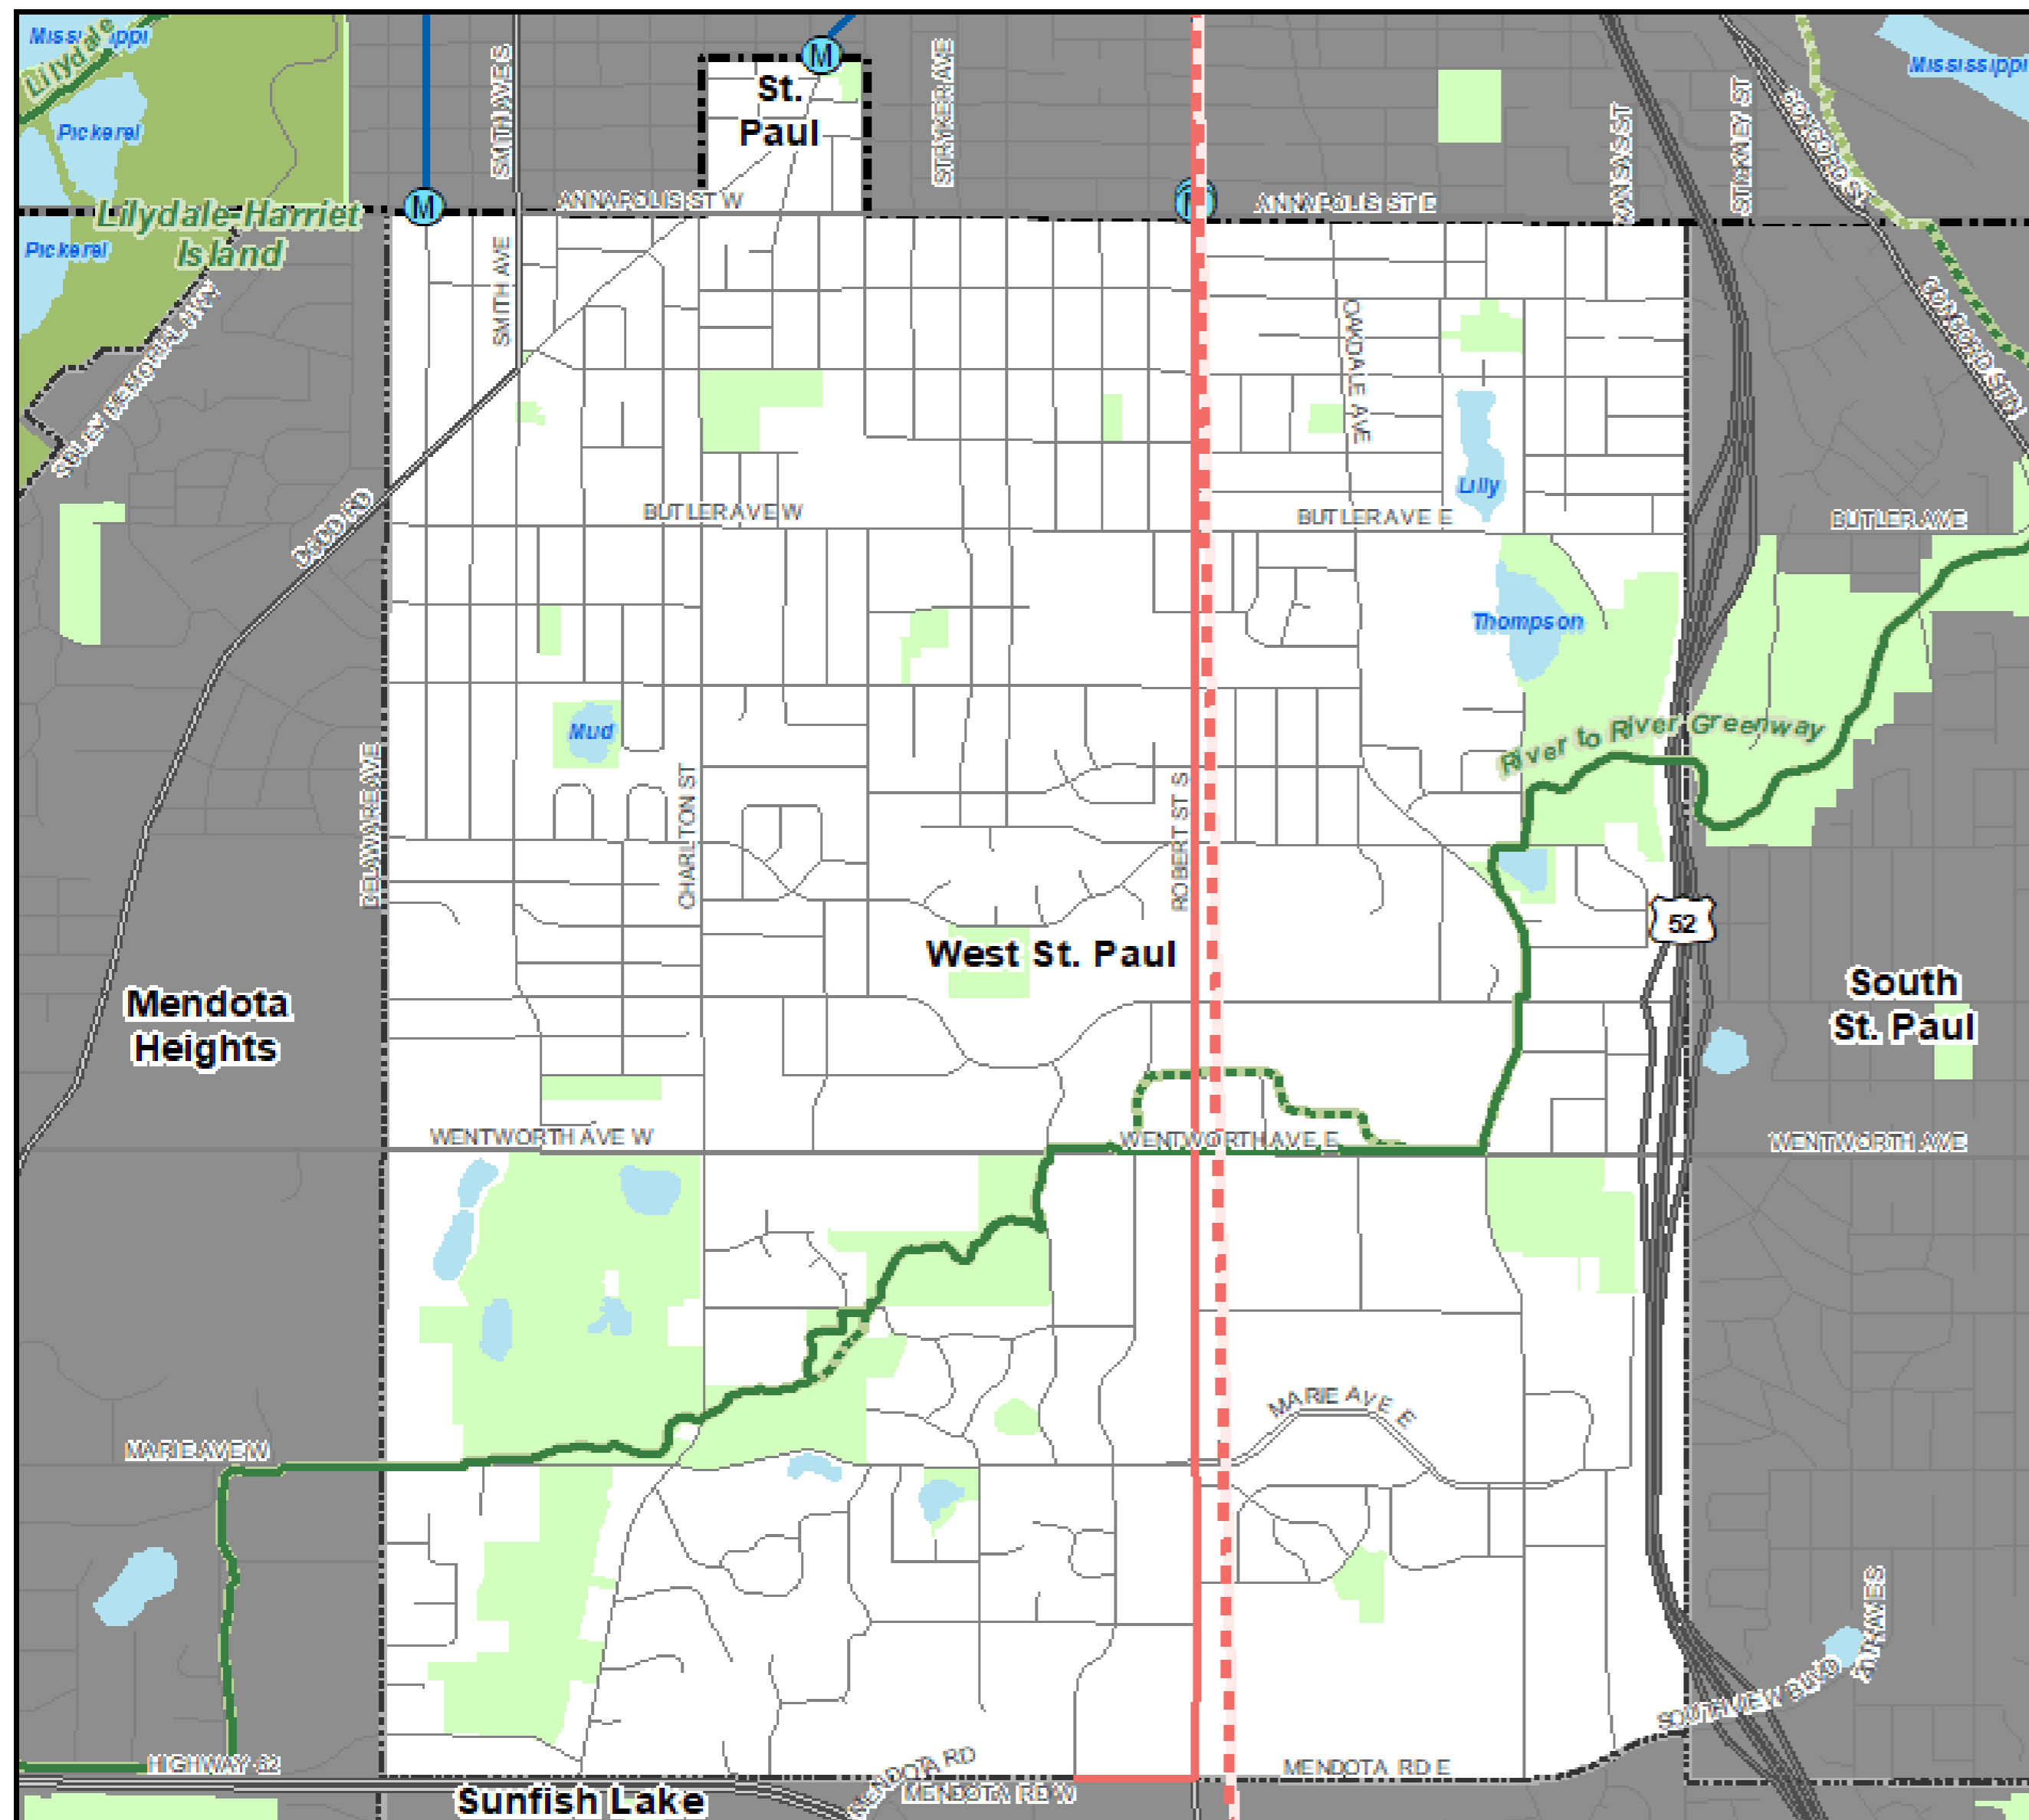 Mississippi
Lilydale
M
St.
Paul
SMITH AVE S
STRYKER AVE
Mississippi
Pickerel
KANSAS ST
STICKNEY ST
CONCORD ST
M
ANNAPOLIS ST W
M
ANNAPOLIS ST E
Lilydale-Harriet
Island
Pickerel
SMITH AVE
OAKDALE AVE
CONCORD ST N
SIBLEY MEMORIAL HWY
Lilly
DODD RD
BUTLER AVE W
BUTLER AVE E
BUTLER AVE
Thompson
Mud
River to River Greenway
DELAWARE AVE
CHARLTON ST
ROBERT ST S
52
West St. Paul
Mendota
Heights
South
St. Paul
WENTWORTH AVE W
WENTWORTH AVE E
WENTWORTH AVE
MARIE AVE E
MARIE AVE W
SOUTHVIEW BLVD
HIGHWAY 62
MENDOTA RD
MENDOTA RD E
MENDOTA RD W
Sunfish Lake